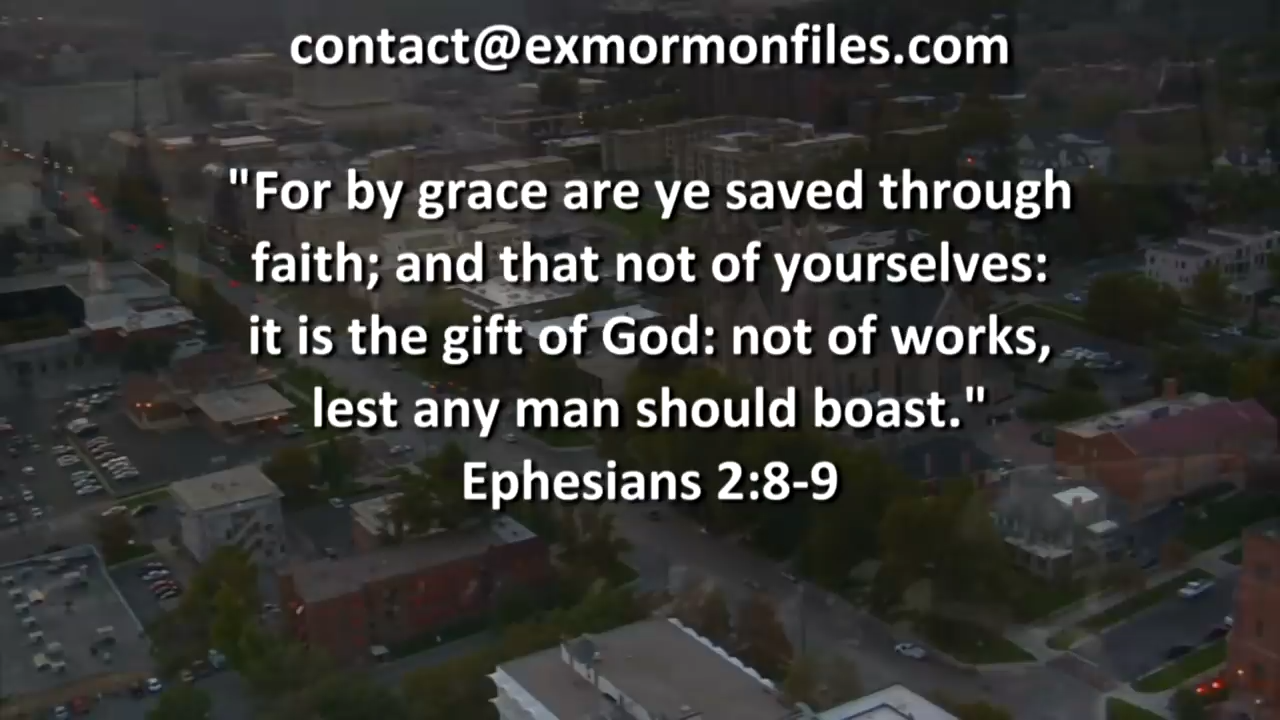 contact@exmormonfiles.com
"For by grace are ye saved through
faith; and that not of yourselves:
it is the gift of God: not of works,
lest any man should boast."
Ephesians 2:8-9